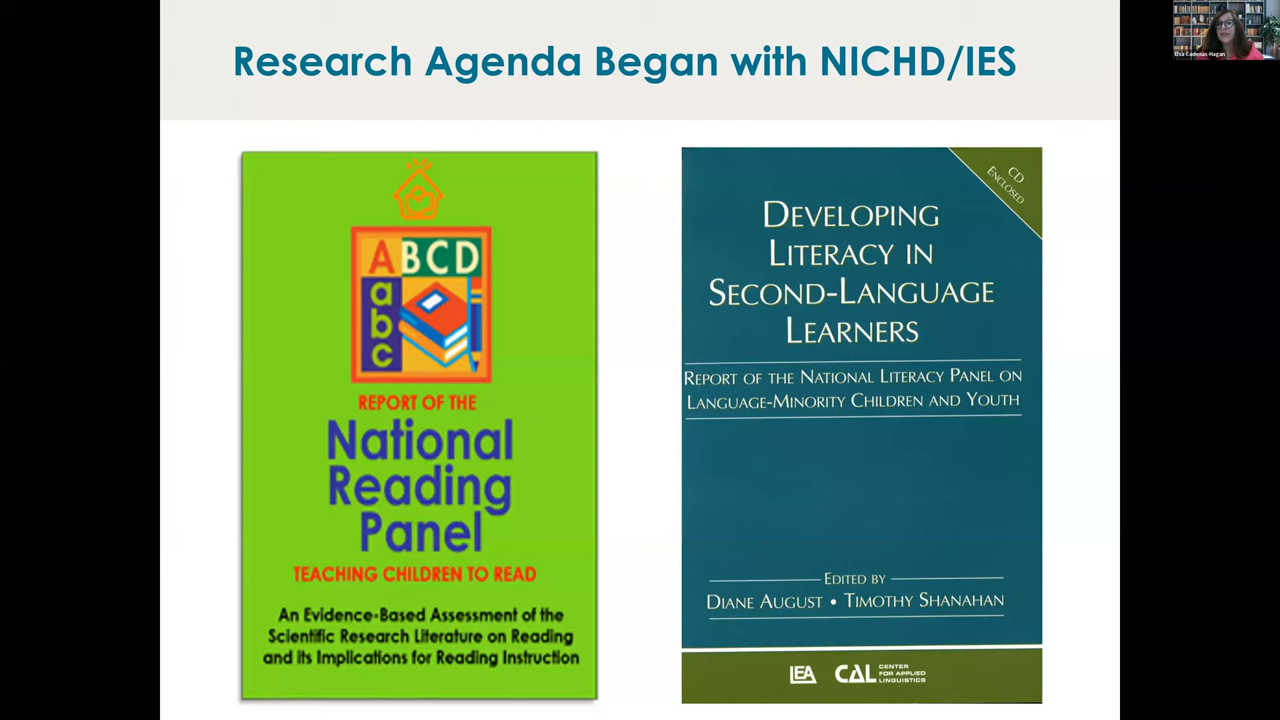 Research Agenda Began with NICHD/IES
Elsa Cadenas-Hagan
ABCD
a
b
c
REPORT OF THE
National
Reading
Panel
TEACHING CHILDREN TO READ
An Evidence-Based Assessment of the
Scientific Research Literature on Reading
and its Implications for Reading Instruction
CD
ENCLOSED
DEVELOPING
LITERACY IN
SECOND-LANGUAGE
LEARNERS
REPORT OF THE NATIONAL LITERACY PANEL ON
LANGUAGE-MINORITY CHILDREN AND YOUTH
EDITED BY
DIANE AUGUST • TIMOTHY SHANAHAN
LEA
CAL
CENTER
FOR APPLIED
LINGUISTICS